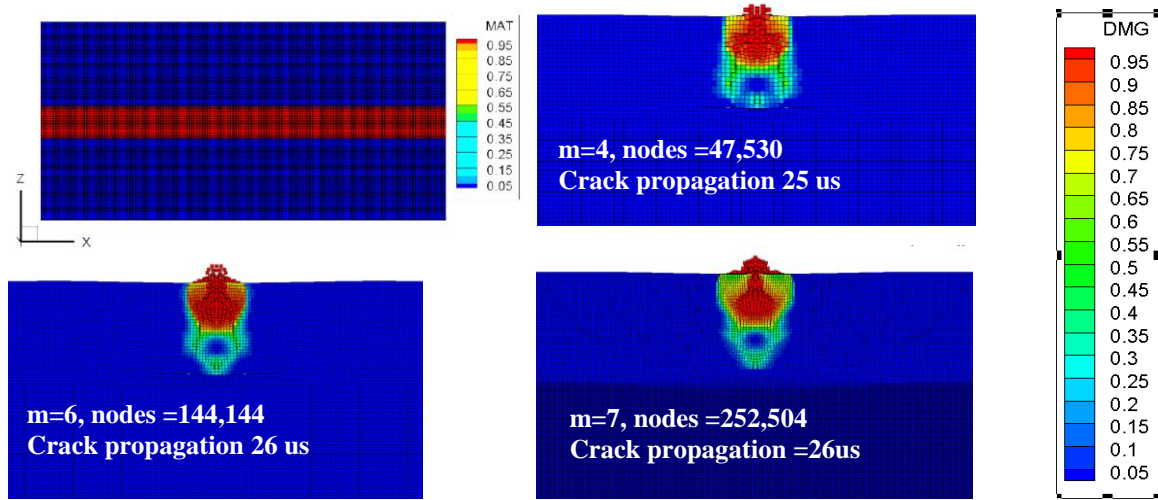 MAT
0.95
0.85
0.75
0.65
0.55
0.45
0.35
0.25
0.15
0.05
Z
X
m=4, nodes =47,530
Crack propagation 25 us
m=6, nodes =144,144
Crack propagation 26 us
m=7, nodes =252,504
Crack propagation =26us
DMG
0.95
0.9
0.85
0.8
0.75
0.7
0.65
0.6
0.55
0.5
0.45
0.4
0.35
0.3
0.25
0.2
0.15
0.1
0.05